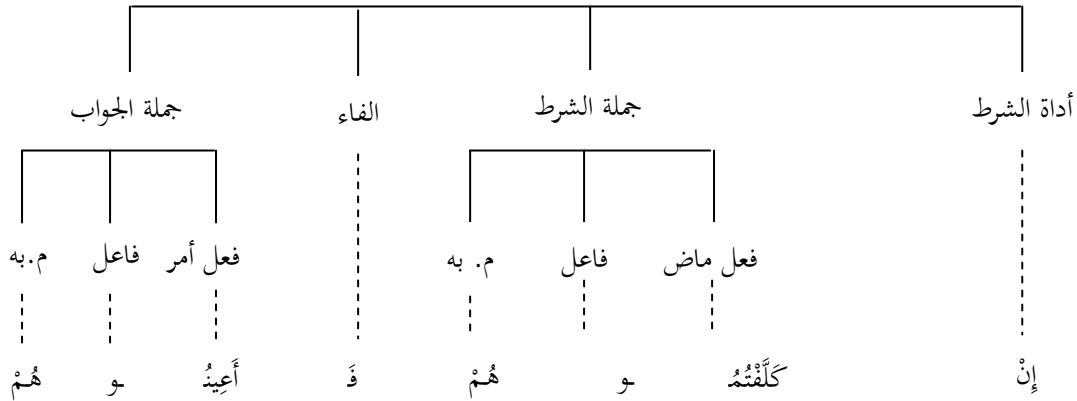 أداة الشرط جملة الشرط الفاء جملة الجواب
فعل ماض فاعل م. به فعل أمر فاعل م.به
إِنْ كَلَّفْتُمُ ـو هُمْ فَ أَعِينُ ـو هُمْ